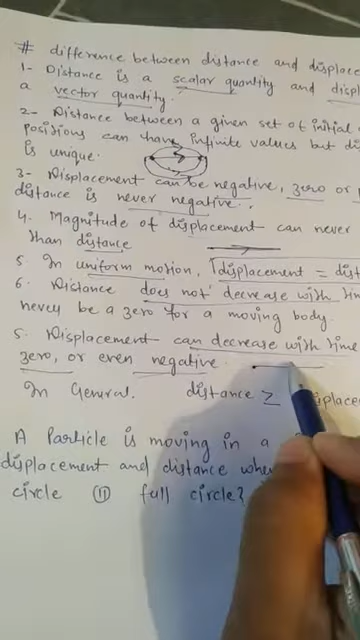 # difference between distance and displace
1- Distance is a scalar quantity and displ
a vector quantity.
2- Distance between a given set of initial
positions can have infinite values but di
is unique.
3- Displacement can be negative, zero or
distance is never negative.
4. Magnitude of displacement can never
than distance
5. In uniform motion, displacement = dist
6. Distance does not decrease with tim
never be a zero for a moving body.
5. Displacement can decrease with time
zero, or even negative.
In General. distance ≥ displace
A Particle is moving in a
displacement and distance whe
circle (II) full circle?